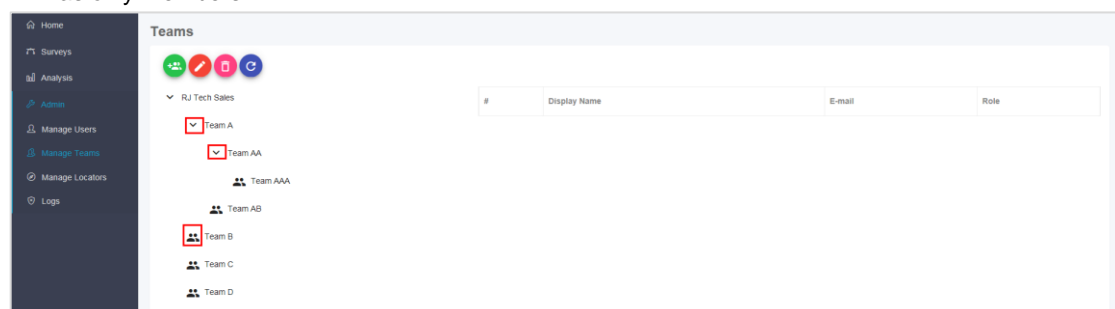 Home
Surveys
Analysis
Admin
Manage Users
Manage Teams
Manage Locators
Logs
Teams
RJ Tech Sales
Team A
Team AA
Team AAA
Team AB
Team B
Team C
Team D
# Display Name E-mail Role